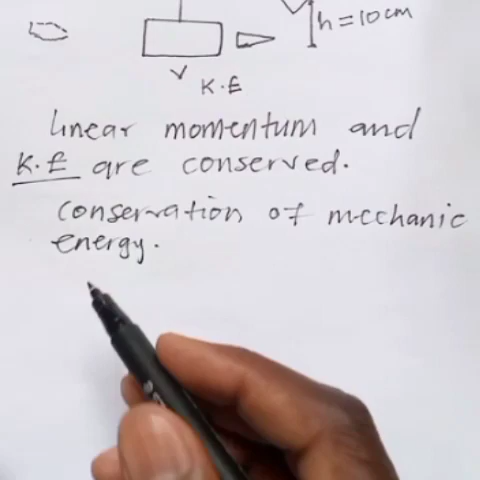 h = 10cm
v
K.E
linear momentum and
K.E are conserved.
conservation of mechanic
energy.